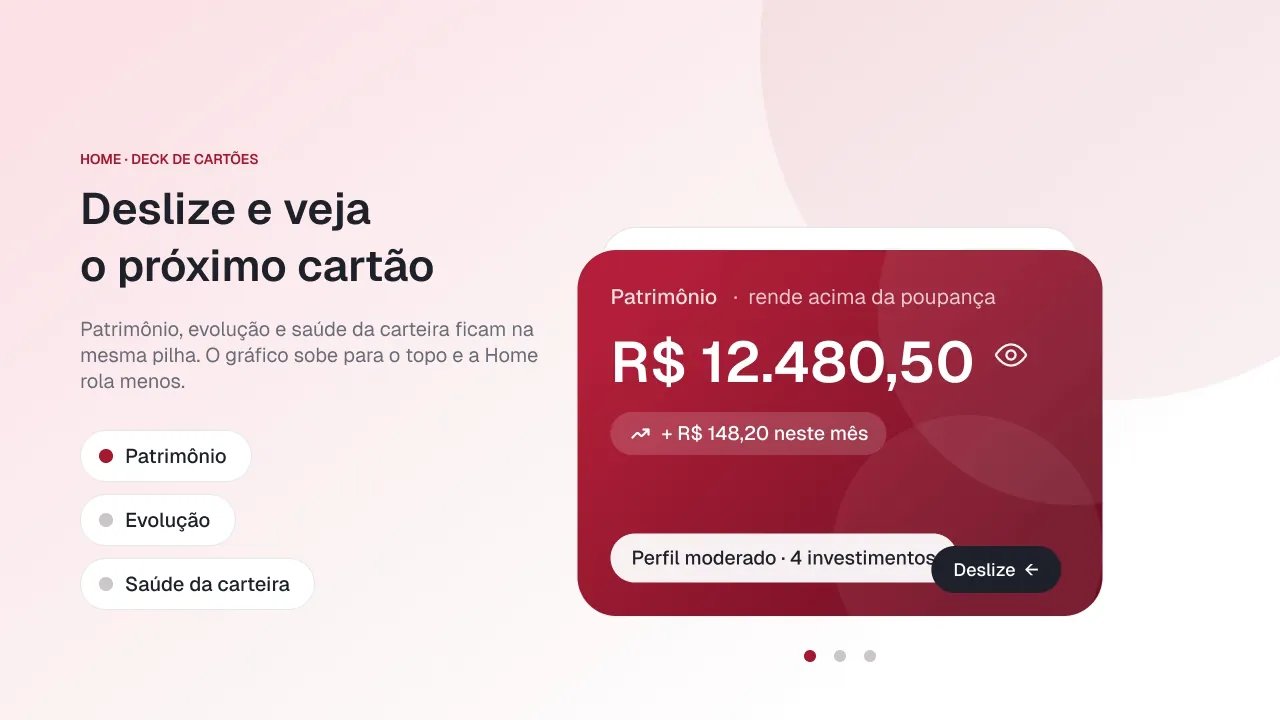 HOME · DECK DE CARTÕES
Deslize e veja
o próximo cartão
Patrimônio, evolução e saúde da carteira ficam na
mesma pilha. O gráfico sobe para o topo e a Home
rola menos.
Patrimônio
Evolução
Saúde da carteira
Patrimônio · rende acima da poupança
R$ 12.480,50
+ R$ 148,20 neste mês
Perfil moderado · 4 investimentos
Deslize ←